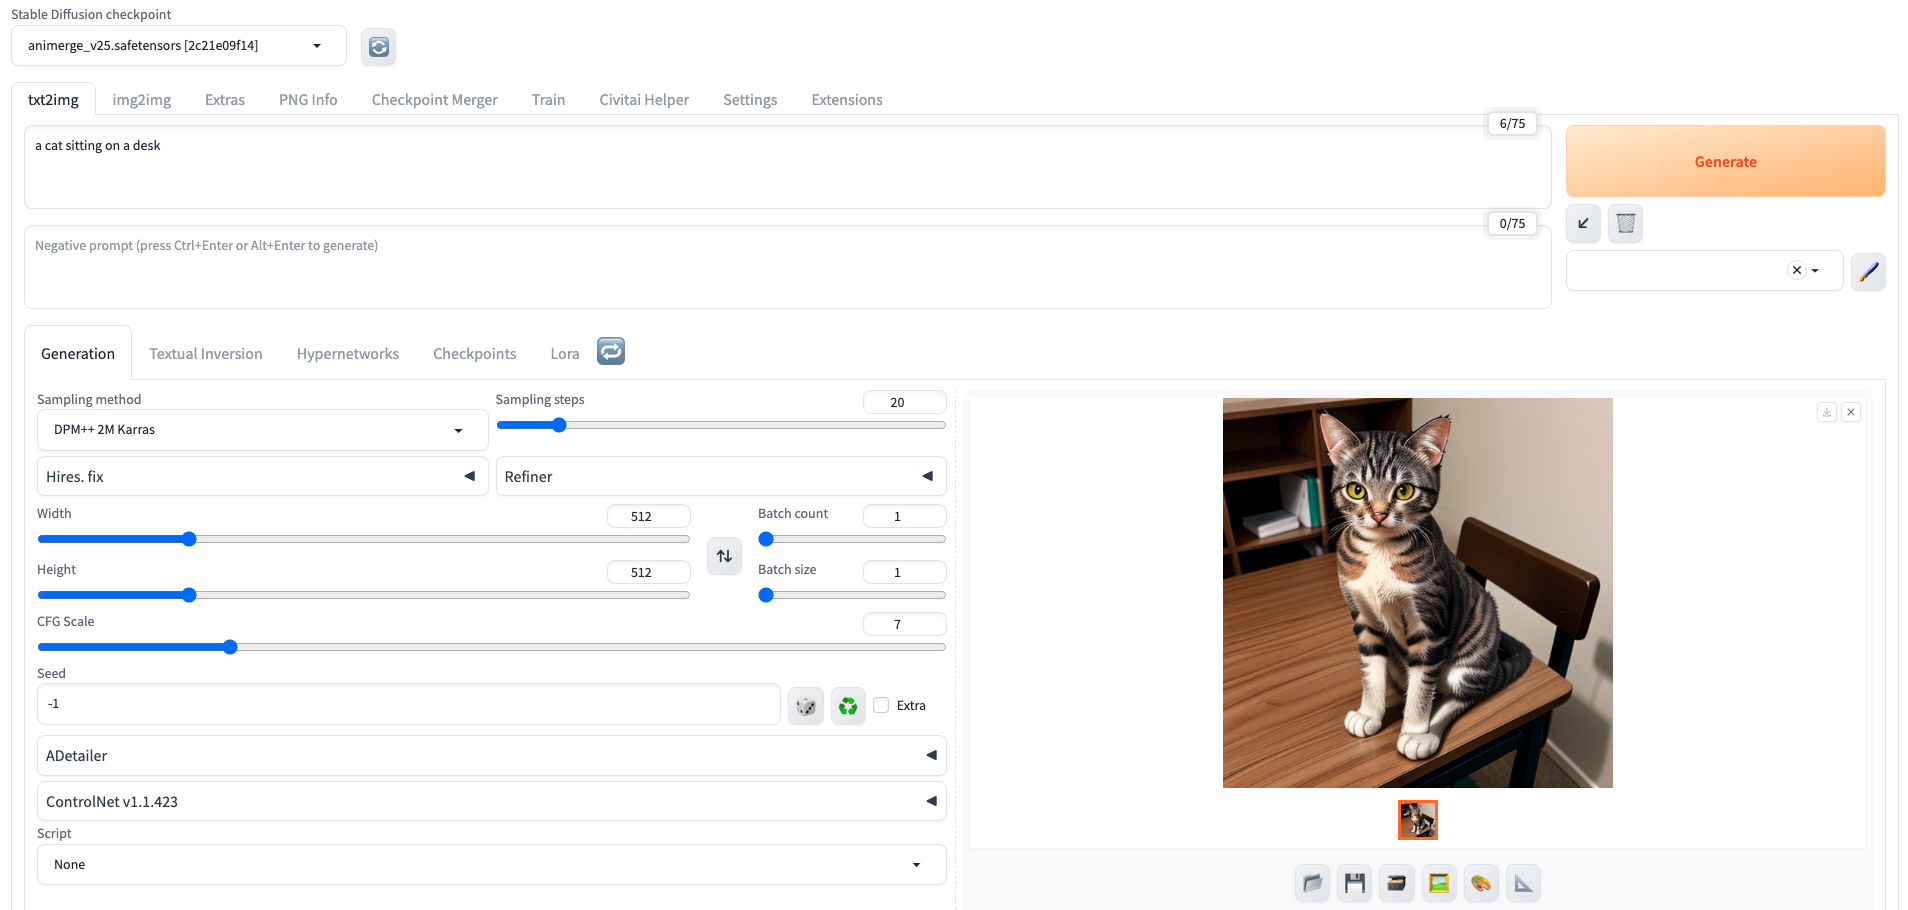 Stable Diffusion checkpoint
animerge_v25.safetensors [2c21e09f14]
txt2img img2img Extras PNG Info Checkpoint Merger Train Civitai Helper Settings Extensions
6/75
a cat sitting on a desk
Generate
0/75
Negative prompt (press Ctrl+Enter or Alt+Enter to generate)
Generation Textual Inversion Hypernetworks Checkpoints Lora
Sampling method
DPM++ 2M Karras
Sampling steps
20
Hires. fix
Refiner
Width
512
Batch count
1
Height
512
Batch size
1
CFG Scale
7
Seed
-1
Extra
ADetailer
ControlNet v1.1.423
Script
None